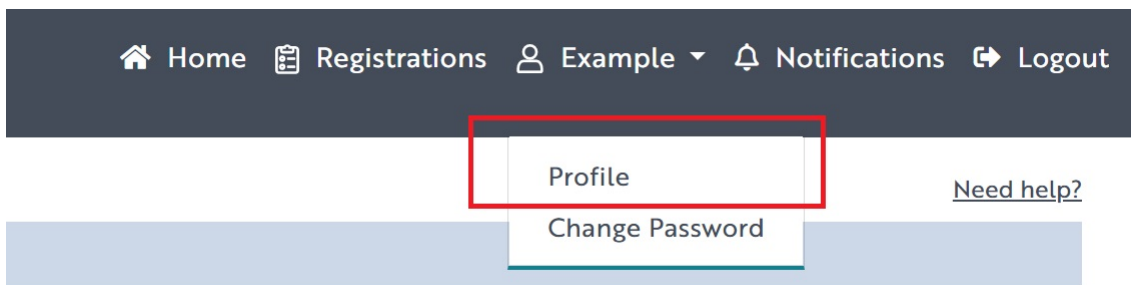 Home Registrations Example Notifications Logout
Profile
Need help?
Change Password